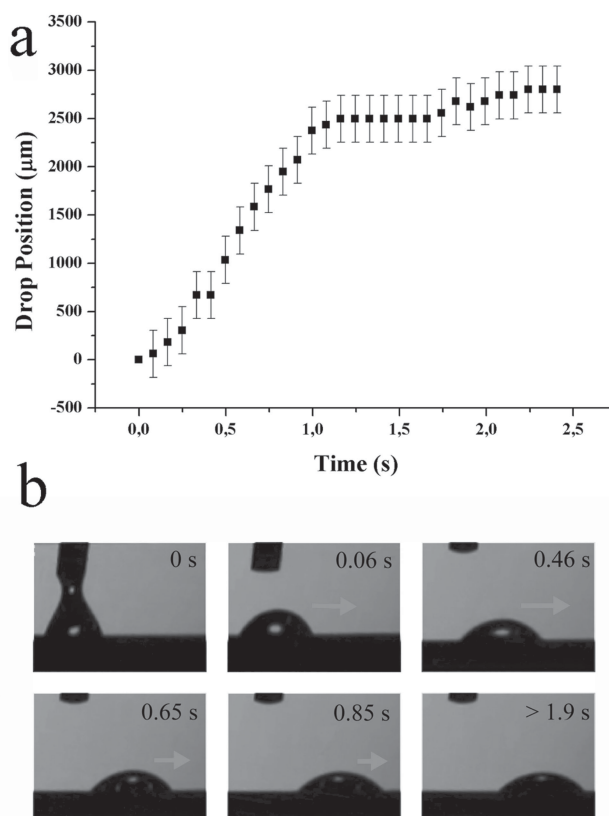 a
3500
3000
2500
2000
1500
1000
500
0
-500
Drop Position (µm)
0,0 0,5 1,0 1,5 2,0 2,5
Time (s)
b
0 s 0.06 s 0.46 s
0.65 s 0.85 s > 1.9 s